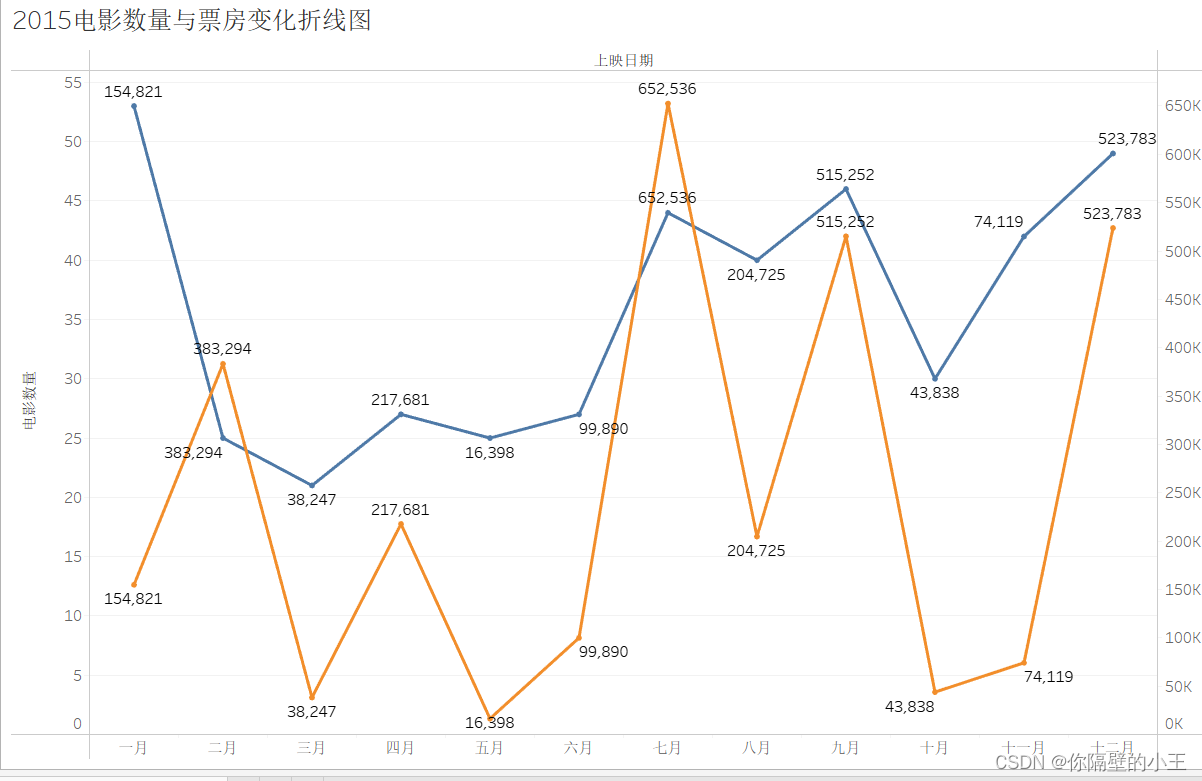 2015电影数量与票房变化折线图
上映日期
55
50
45
40
35
30
25
20
15
10
5
0
电影数量
650K
600K
550K
500K
450K
400K
350K
300K
250K
200K
150K
100K
50K
0K
154,821
383,294
38,247
217,681
16,398
99,890
652,536
204,725
515,252
43,838
74,119
523,783
154,821
383,294
38,247
217,681
16,398
99,890
652,536
204,725
515,252
43,838
74,119
523,783
一月 二月 三月 四月 五月 六月 七月 八月 九月 十月 十一月 十二月
CSDN @你隔壁的小王